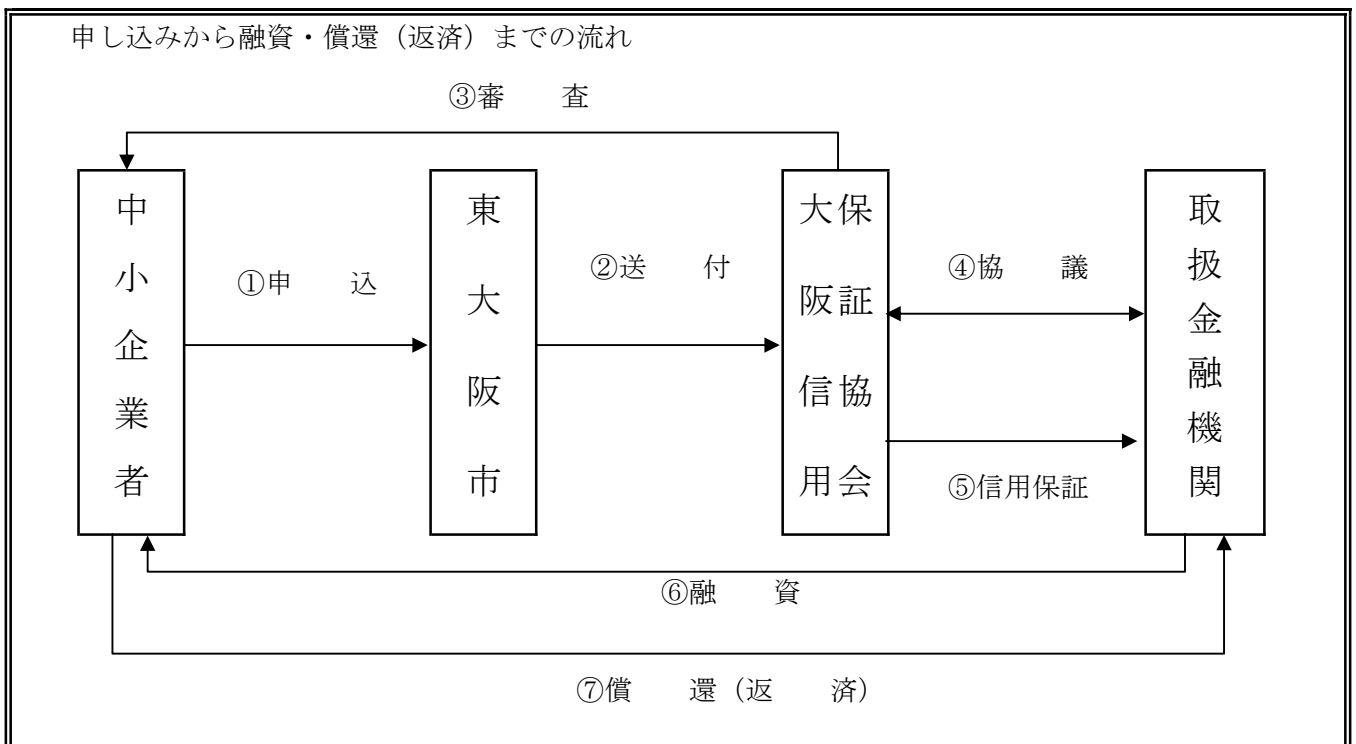 申し込みから融資・償還（返済）までの流れ
③審　　査
中小企業者
①申　　込
東大阪市
②送　　付
大阪信用
保証協会
④協　　議
⑤信用保証
取扱金融機関
⑥融　　資
⑦償　　還（返　　済）